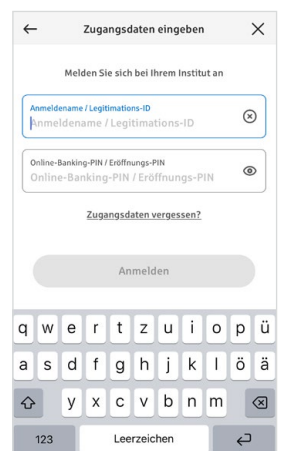 Zugangsdaten eingeben
Melden Sie sich bei Ihrem Institut an
Anmeldename / Legitimations-ID
Anmeldename / Legitimations-ID
Online-Banking-PIN / Eröffnungs-PIN
Online-Banking-PIN / Eröffnungs-PIN
Zugangsdaten vergessen?
Anmelden
q w e r t z u i o p ü
a s d f g h j k l ö ä
y x c v b n m
123 Leerzeichen